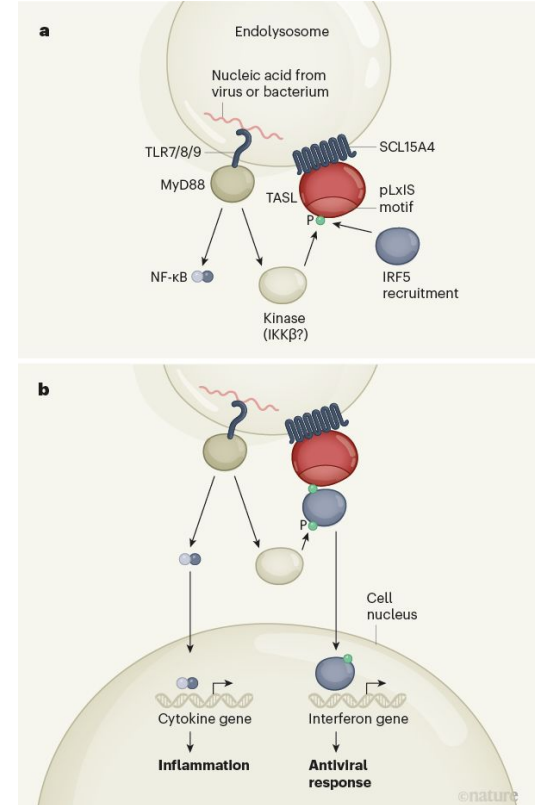 a
Endolysosome
Nucleic acid from
virus or bacterium
TLR7/8/9
SCL15A4
MyD88
TASL
pLxIS
motif
P
NF-κB
IRF5
recruitment
Kinase
(IKKβ?)
b
P
Cell
nucleus
Cytokine gene
Interferon gene
Inflammation
Antiviral
response
©nature